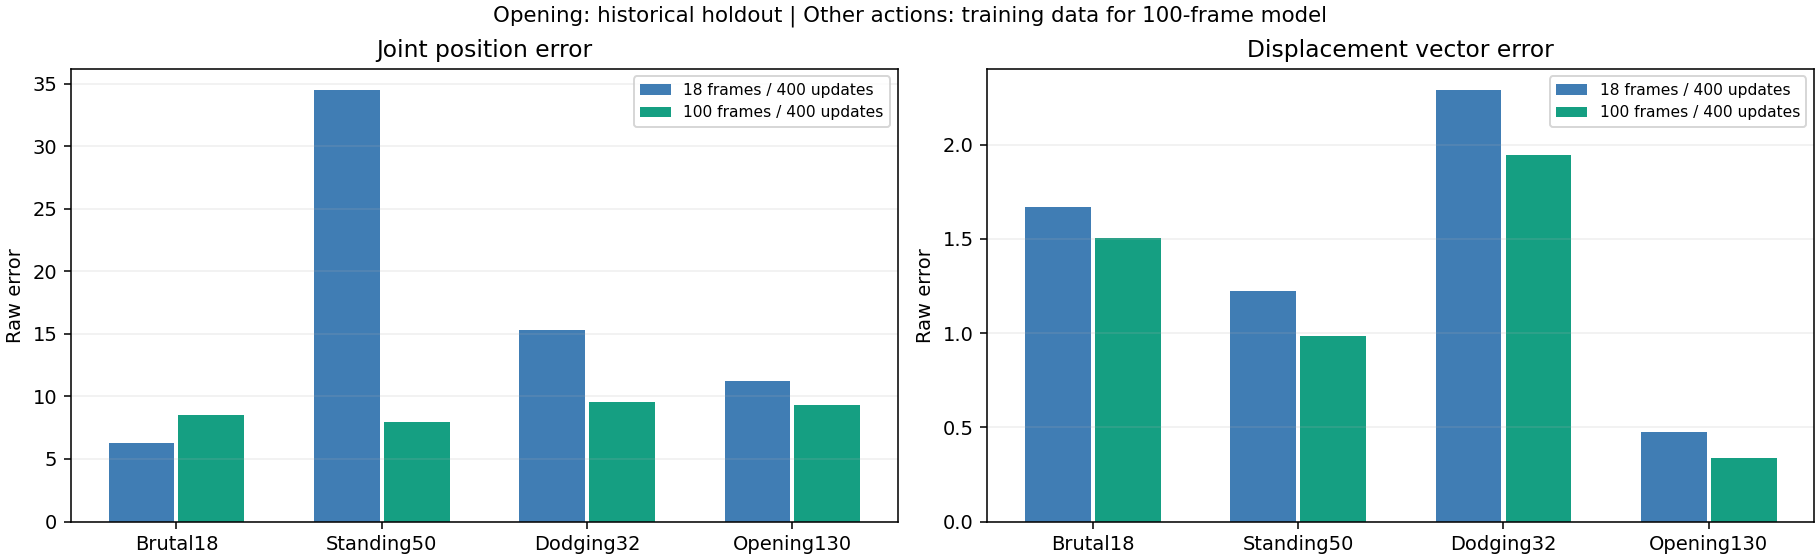 Opening: historical holdout | Other actions: training data for 100-frame model
Joint position error
Raw error
35
30
25
20
15
10
5
0
18 frames / 400 updates
100 frames / 400 updates
Brutal18
Standing50
Dodging32
Opening130
Displacement vector error
Raw error
2.0
1.5
1.0
0.5
0.0
18 frames / 400 updates
100 frames / 400 updates
Brutal18
Standing50
Dodging32
Opening130